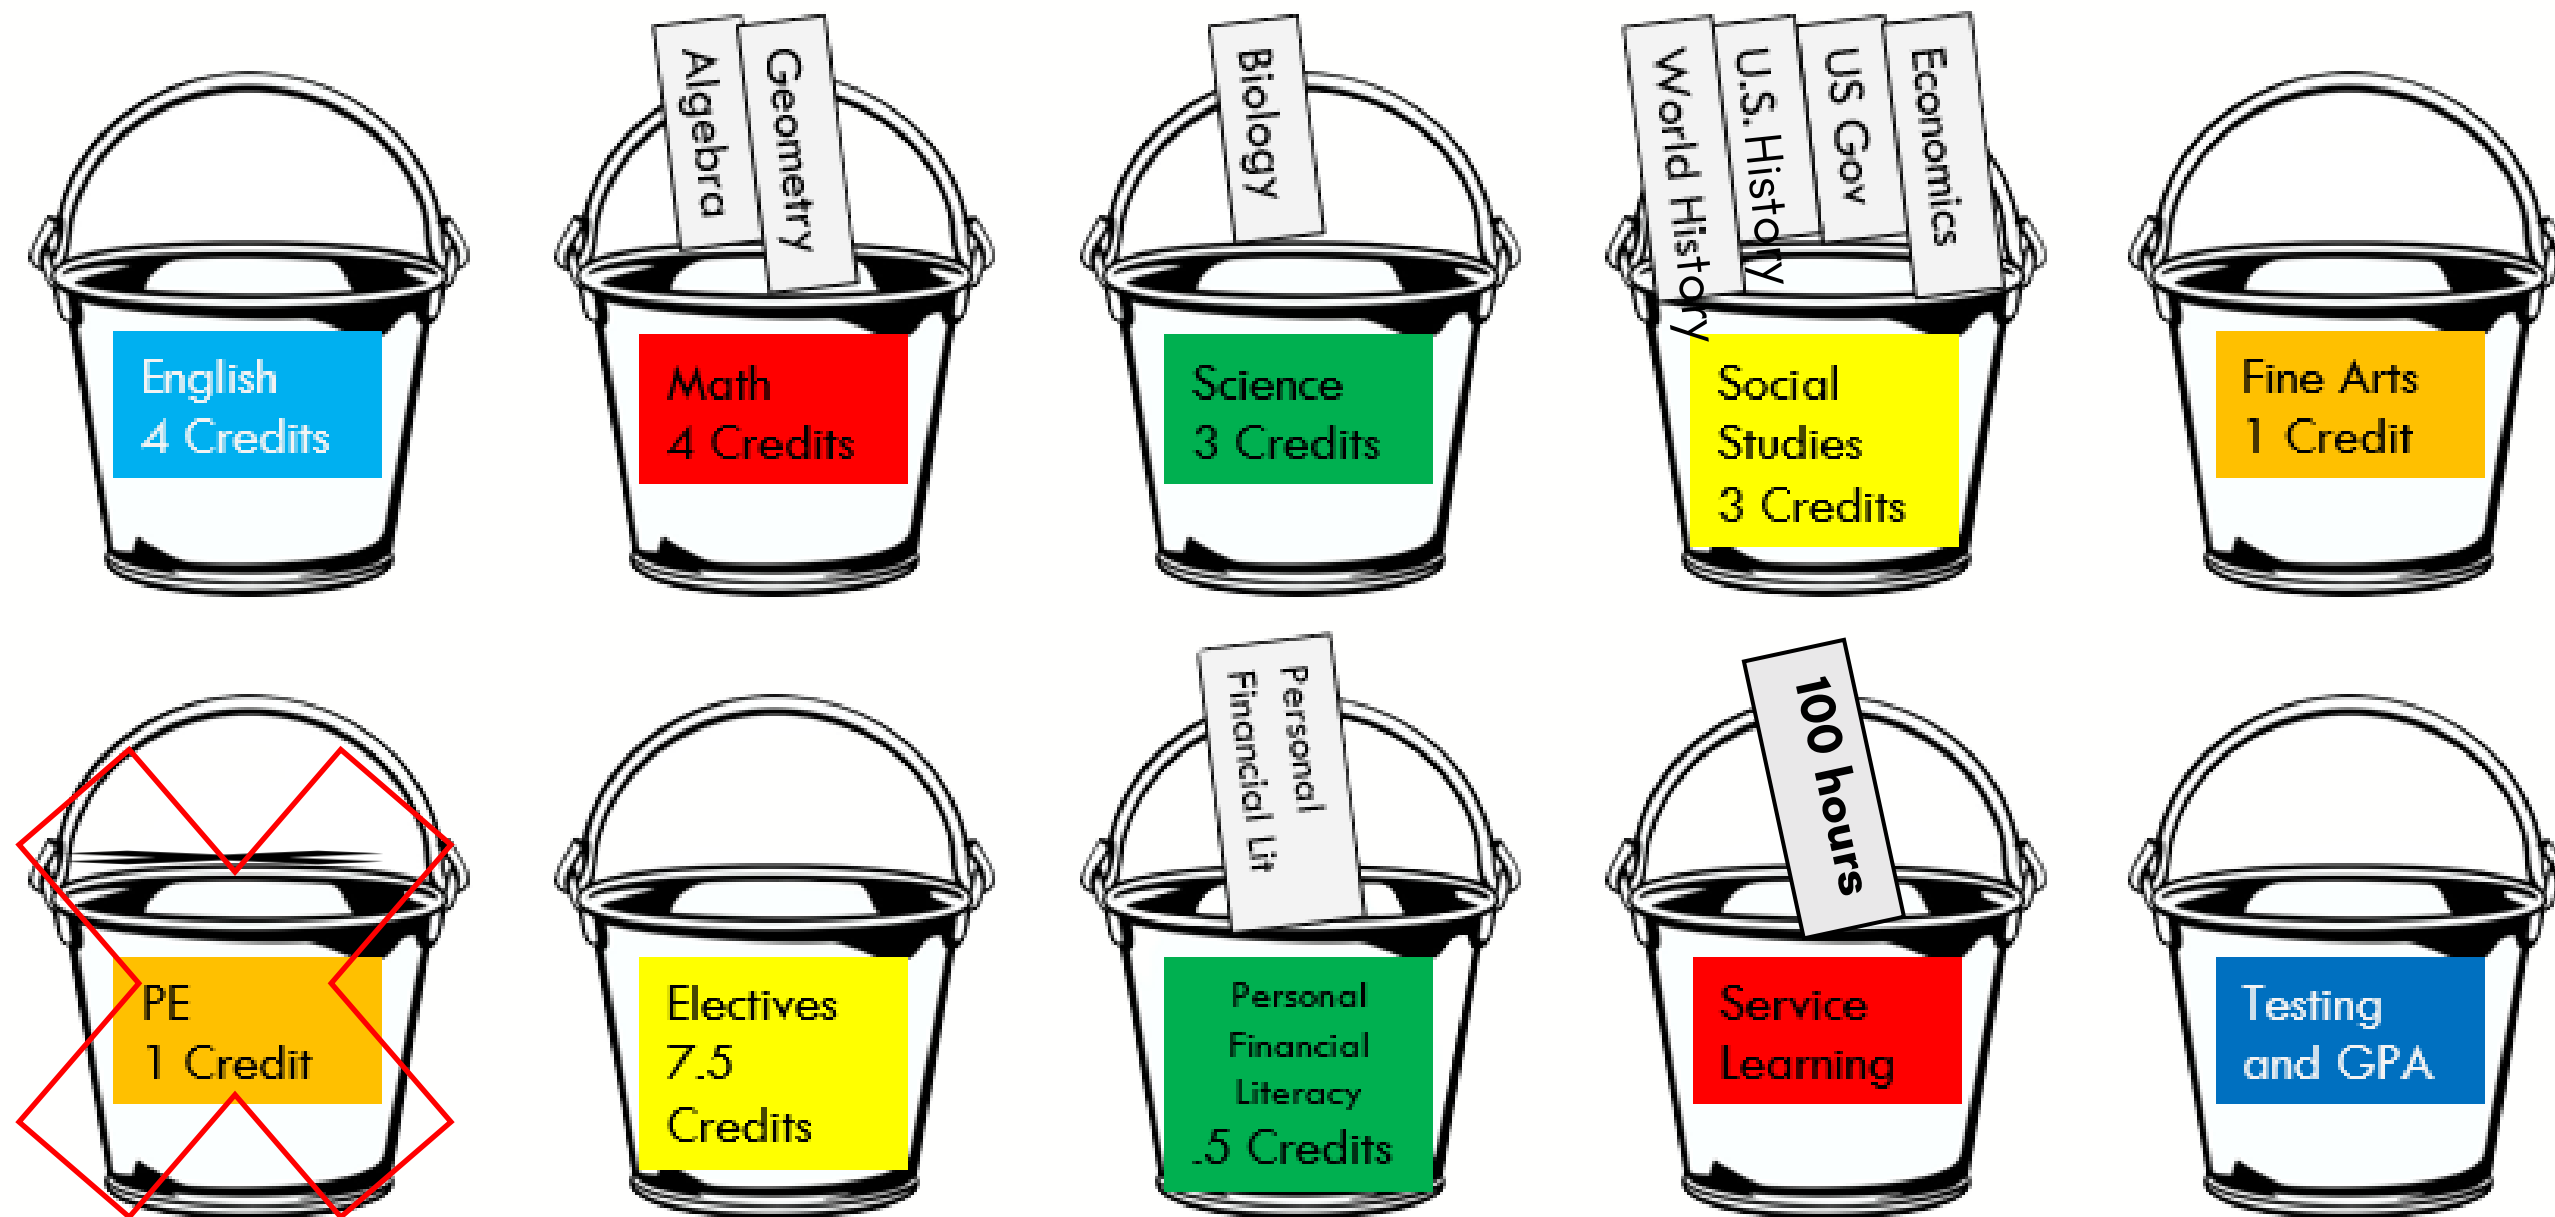 Algebra
Geometry
Biology
World History
U.S. History
US Gov
Economics
English
4 Credits
Math
4 Credits
Science
3 Credits
Social
Studies
3 Credits
Fine Arts
1 Credit
Personal
Financial Lit
100 hours
PE
1 Credit
Electives
7.5
Credits
Personal
Financial
Literacy
.5 Credits
Service
Learning
Testing
and GPA